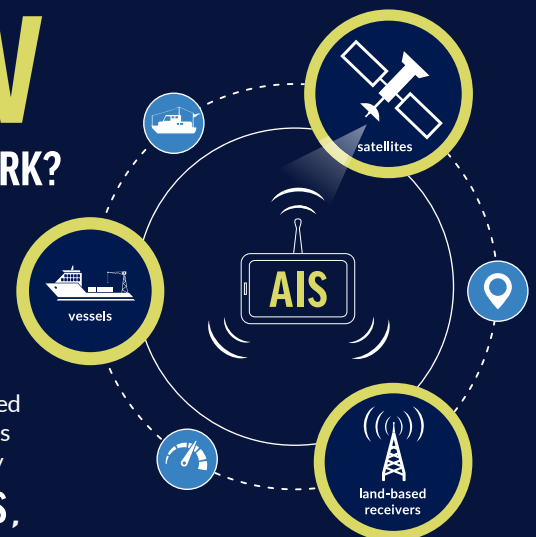 W
RK?
satellites
AIS
vessels
ed
s
y
S,
land-based
receivers